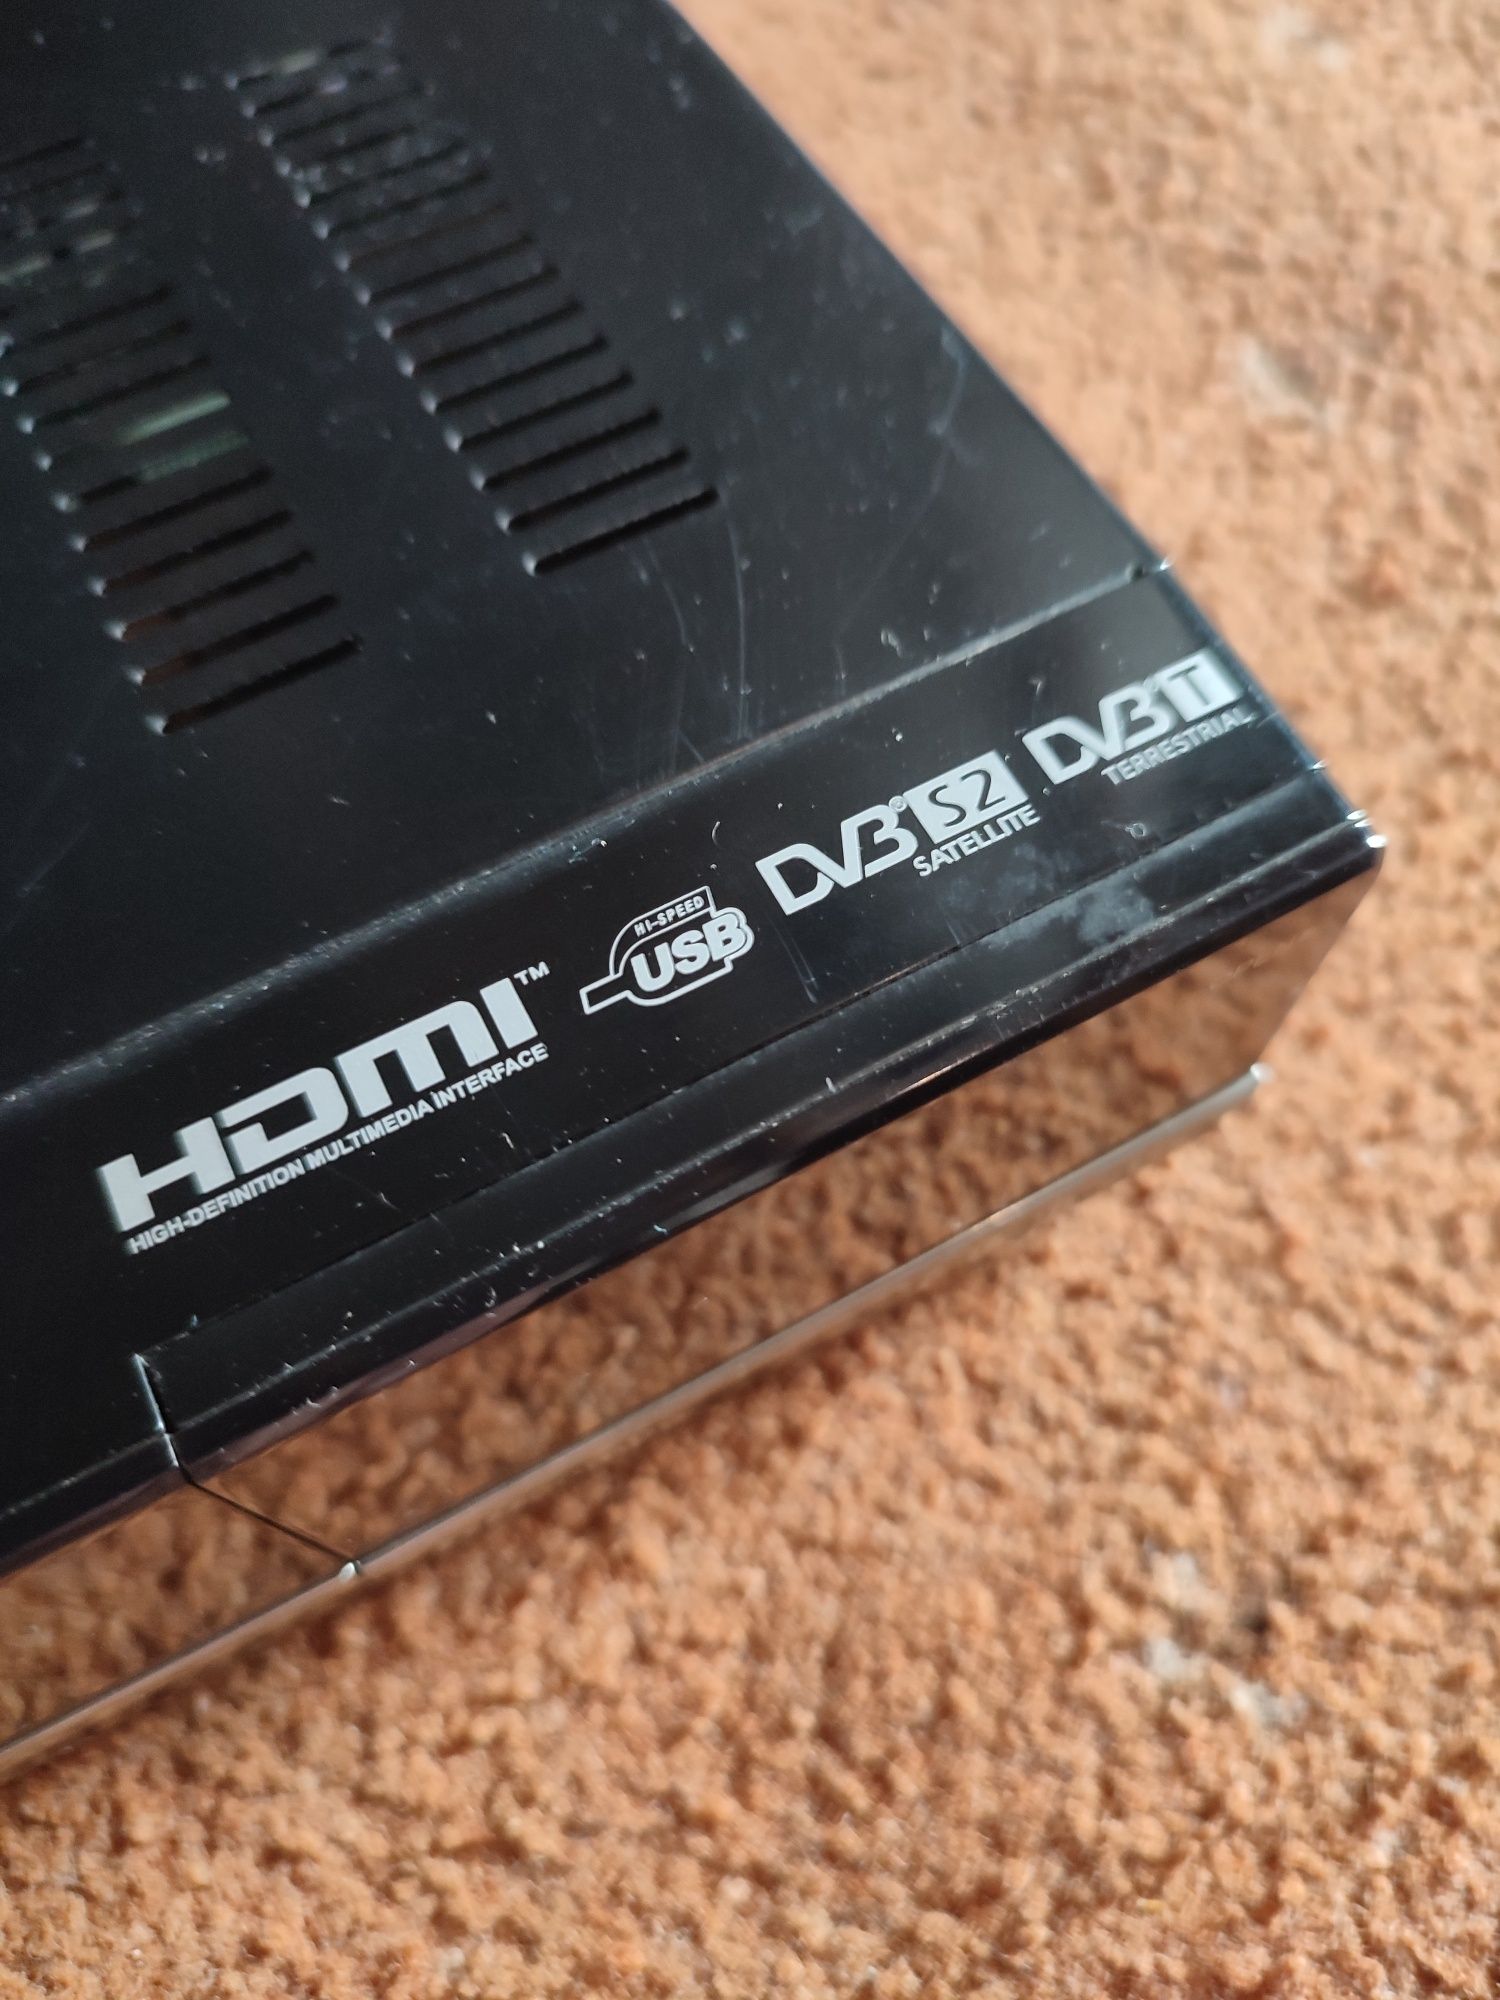 HDMI™
HIGH-DEFINITION MULTIMEDIA INTERFACE
HI-SPEED
USB
DVB® S2
SATELLITE
DVB T
TERRESTRIAL